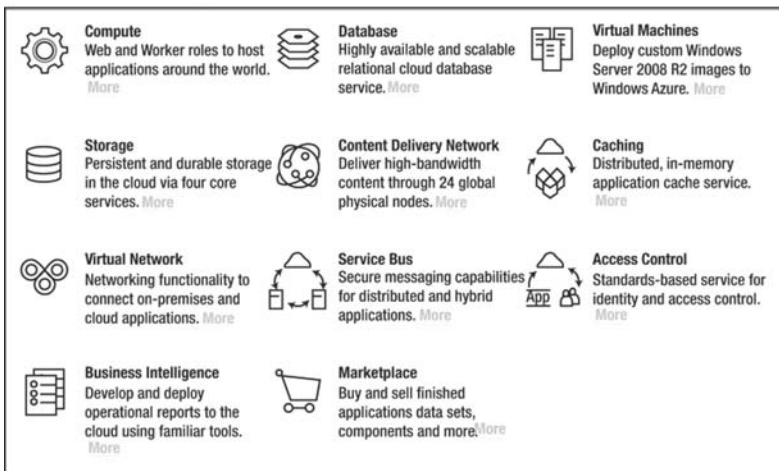 Compute
Web and Worker roles to host
applications around the world.
More
Database
Highly available and scalable
relational cloud database
service. More
Virtual Machines
Deploy custom Windows
Server 2008 R2 images to
Windows Azure. More
Storage
Persistent and durable storage
in the cloud via four core
services. More
Content Delivery Network
Deliver high-bandwidth
content through 24 global
physical nodes. More
Caching
Distributed, in-memory
application cache service.
More
Virtual Network
Networking functionality to
connect on-premises and
cloud applications. More
Service Bus
Secure messaging capabilities
for distributed and hybrid
applications. More
App
Access Control
Standards-based service for
identity and access control.
More
Business Intelligence
Develop and deploy
operational reports to the
cloud using familiar tools.
More
Marketplace
Buy and sell finished
applications data sets,
components and more. More